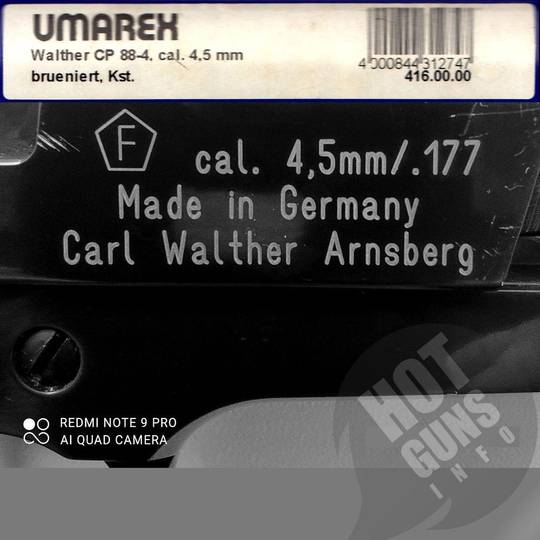 UMAREX
Walther CP 88-4, cal. 4,5 mm
brueniert, Kst.
4 000844 312747
416.00.00
F cal. 4,5mm/.177
Made in Germany
Carl Walther Arnsberg
REDMI NOTE 9 PRO
AI QUAD CAMERA
HOT
GUNS
INFO